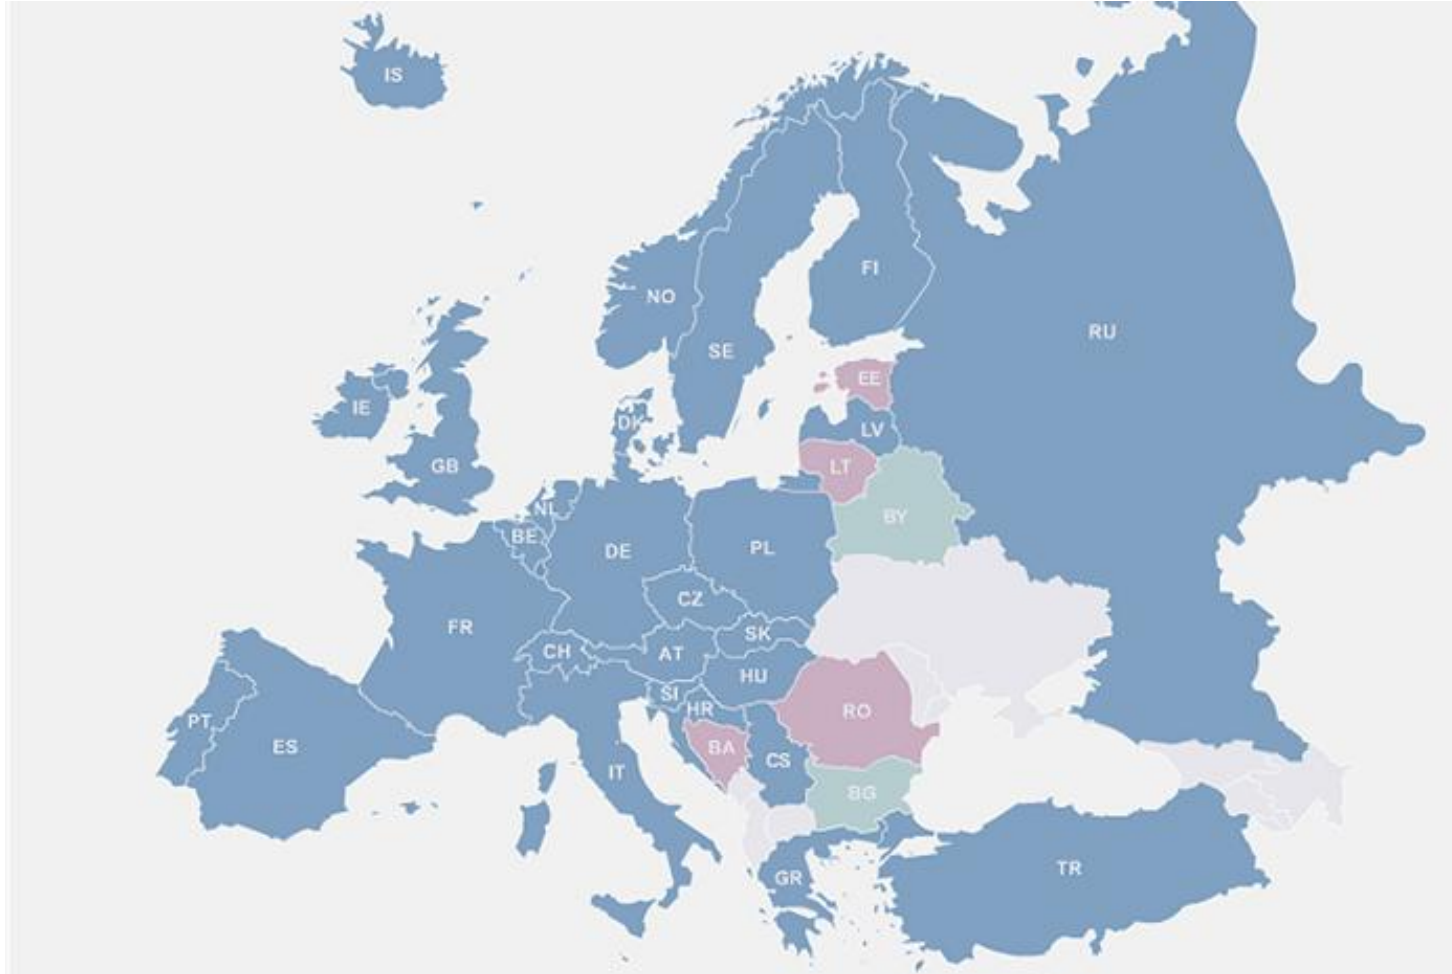 IS
FI
NO
RU
SE
EE
IE
DK
LV
GB
LT
NL
BY
BE
DE
PL
CZ
FR
SK
CH
AT
HU
SI
HR
RO
PT
ES
BA
CS
IT
BG
TR
GR